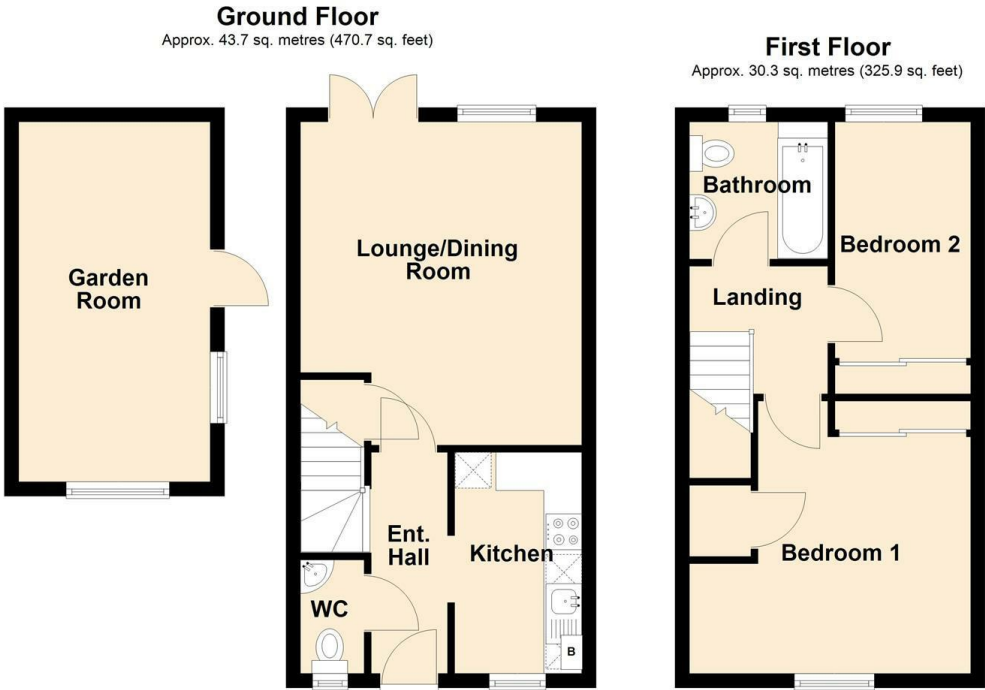 Ground Floor
Approx. 43.7 sq. metres (470.7 sq. feet)
First Floor
Approx. 30.3 sq. metres (325.9 sq. feet)
Garden
Room
Lounge/Dining
Room
Ent.
Hall
Kitchen
WC
B
Bathroom
Bedroom 2
Landing
Bedroom 1